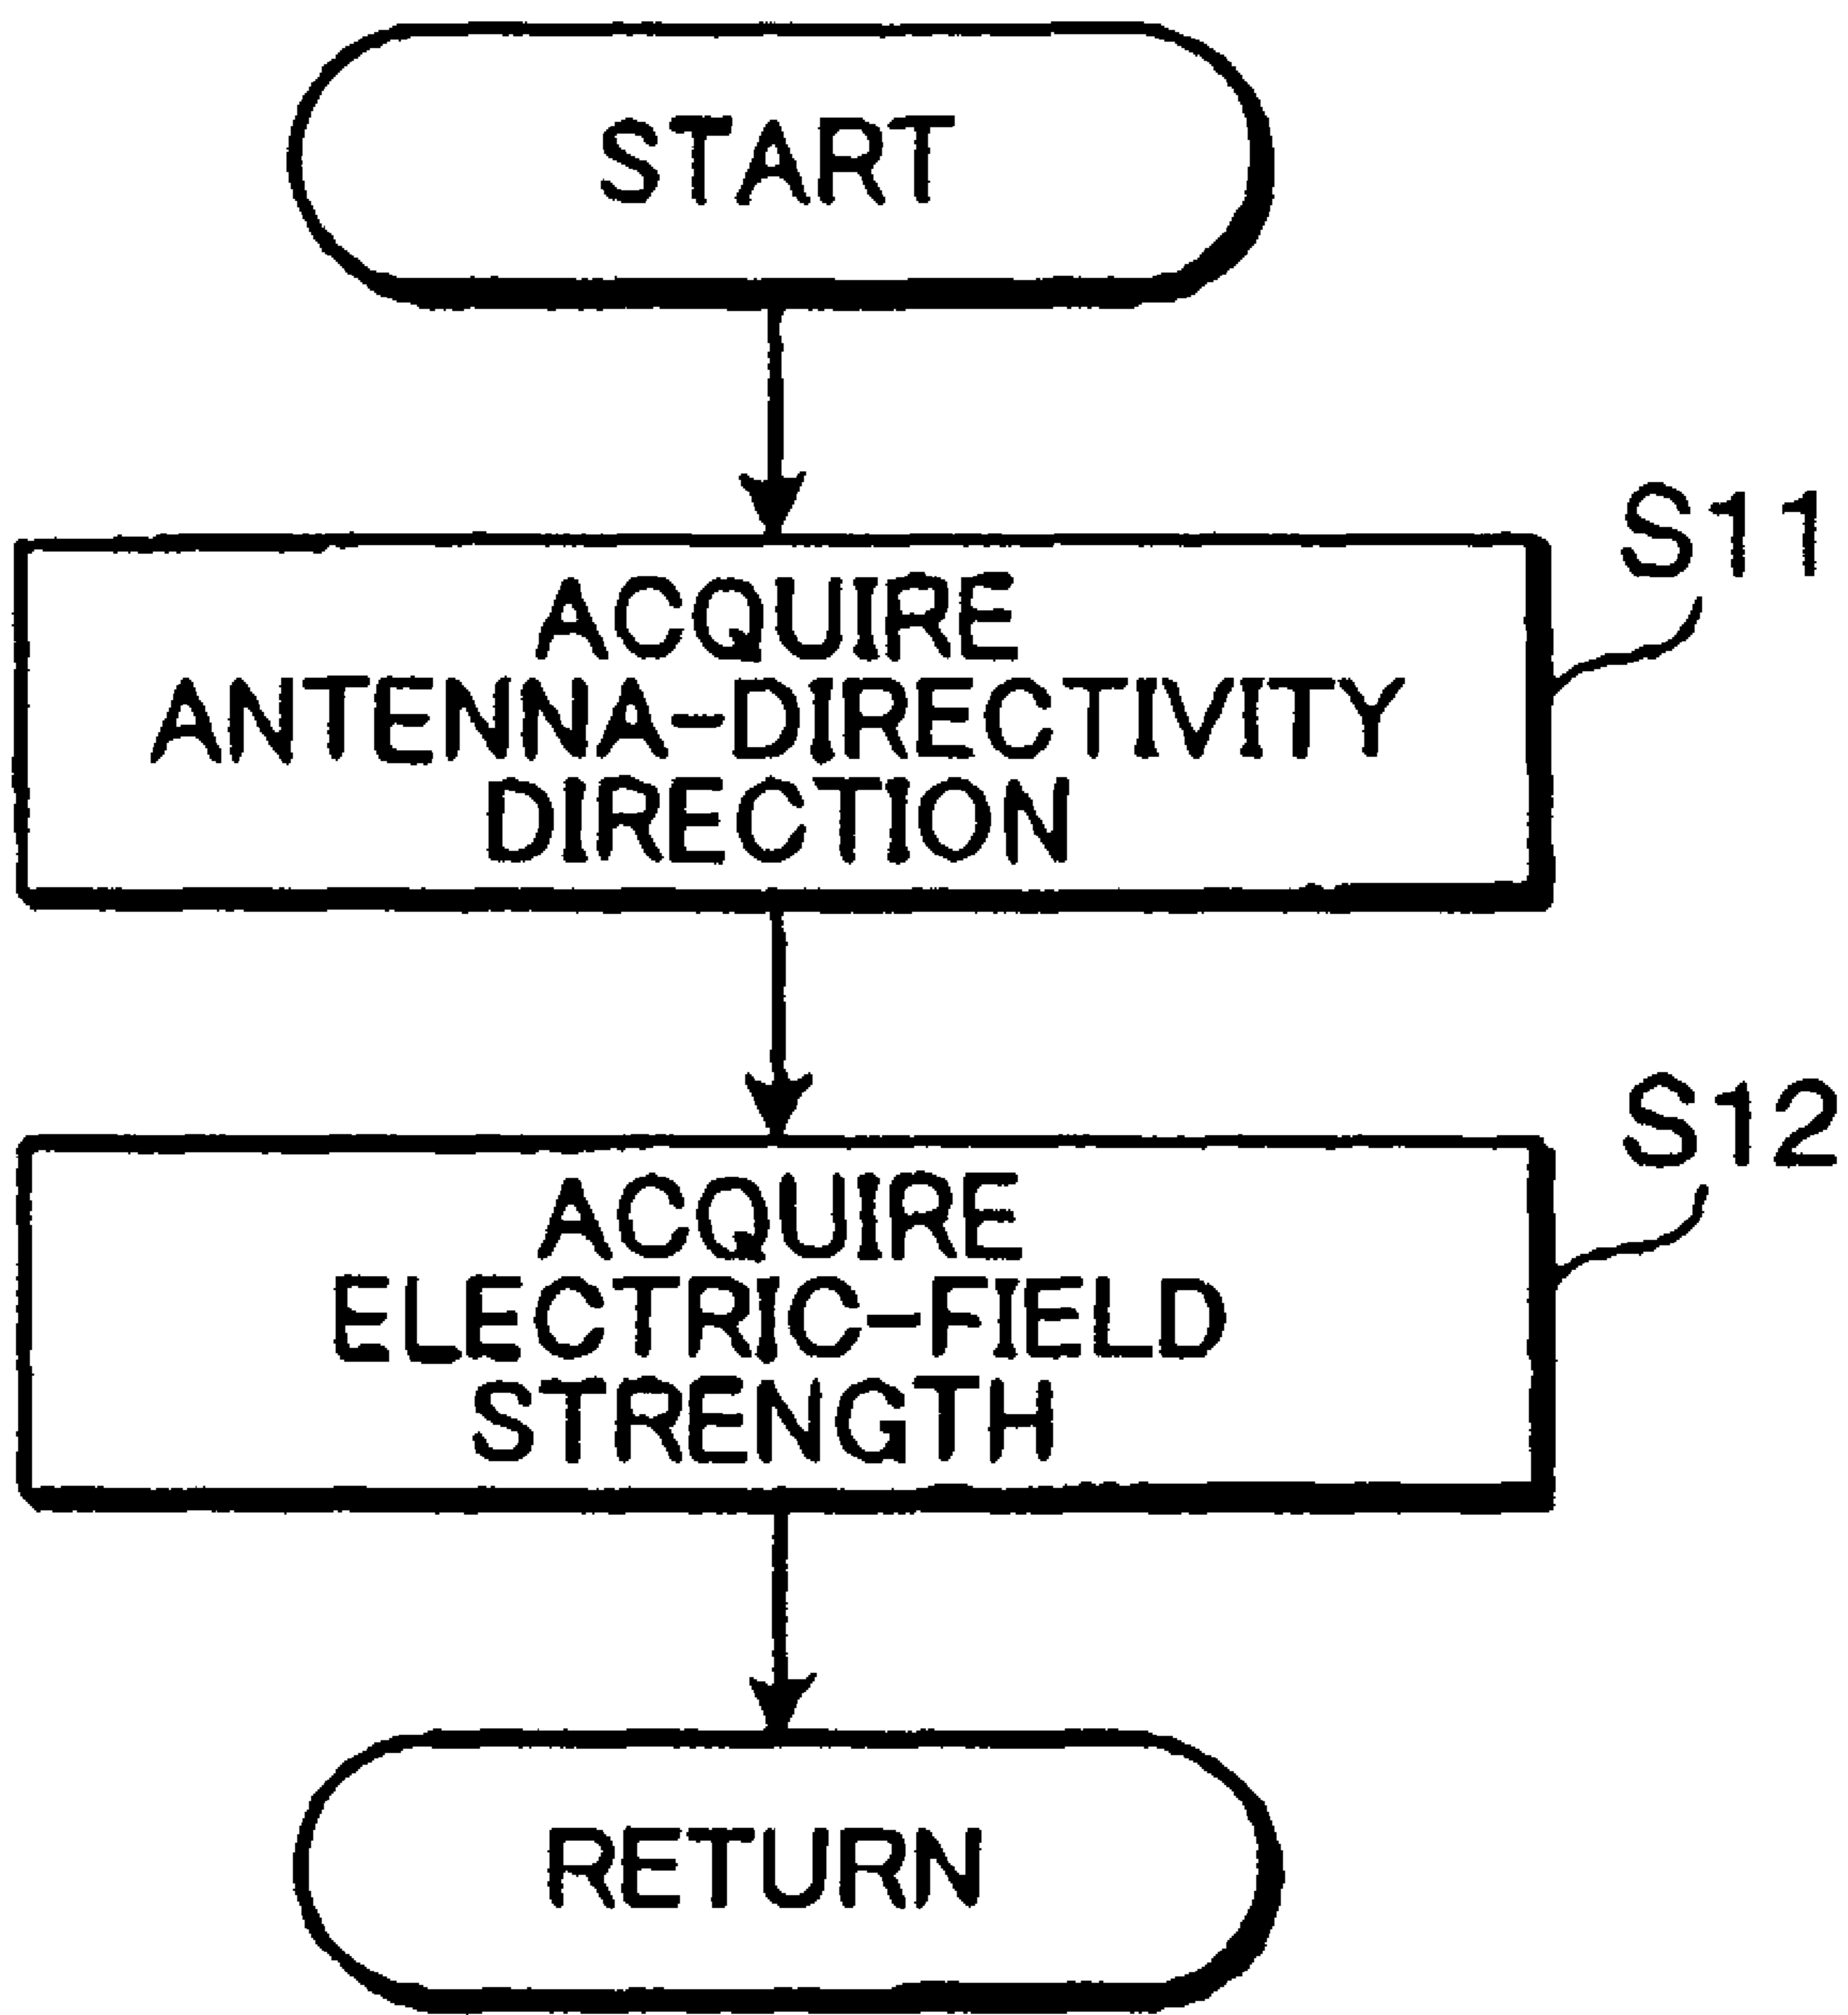 START
S11
ACQUIRE
ANTENNA-DIRECTIVITY
DIRECTION
S12
ACQUIRE
ELECTRIC-FIELD
STRENGTH
RETURN